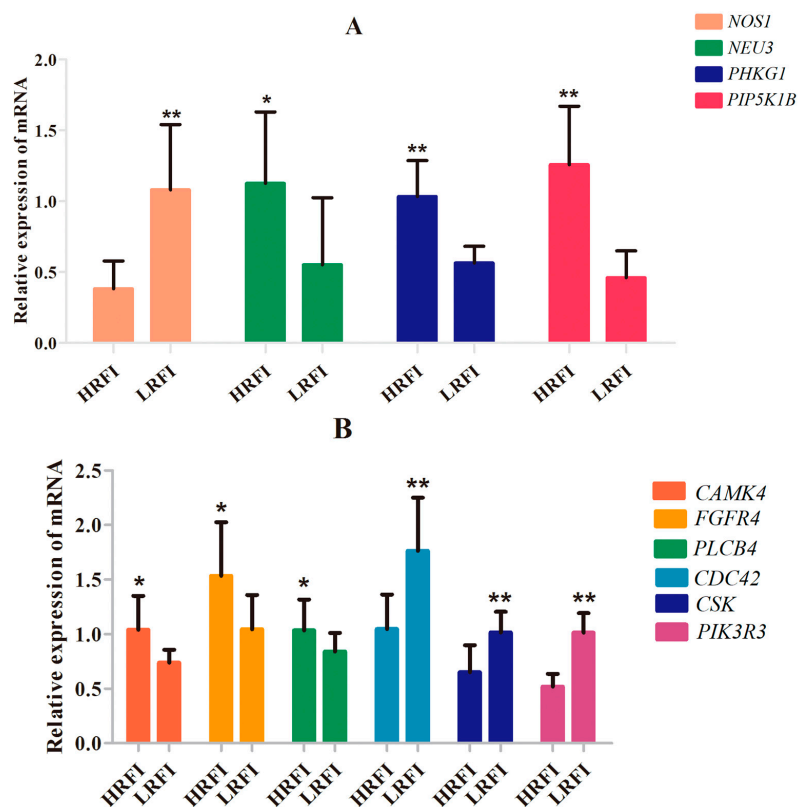 A
NOS1
NEU3
PHKG1
PIP5K1B
Relative expression of mRNA
2.0
1.5
1.0
0.5
0.0
** * ** **
HRFI LRFI HRFI LRFI HRFI LRFI HRFI LRFI
B
CAMK4
FGFR4
PLCB4
CDC42
CSK
PIK3R3
Relative expression of mRNA
2.5
2.0
1.5
1.0
0.5
0.0
* * * ** ** **
HRFI LRFI HRFI LRFI HRFI LRFI HRFI LRFI HRFI LRFI HRFI LRFI